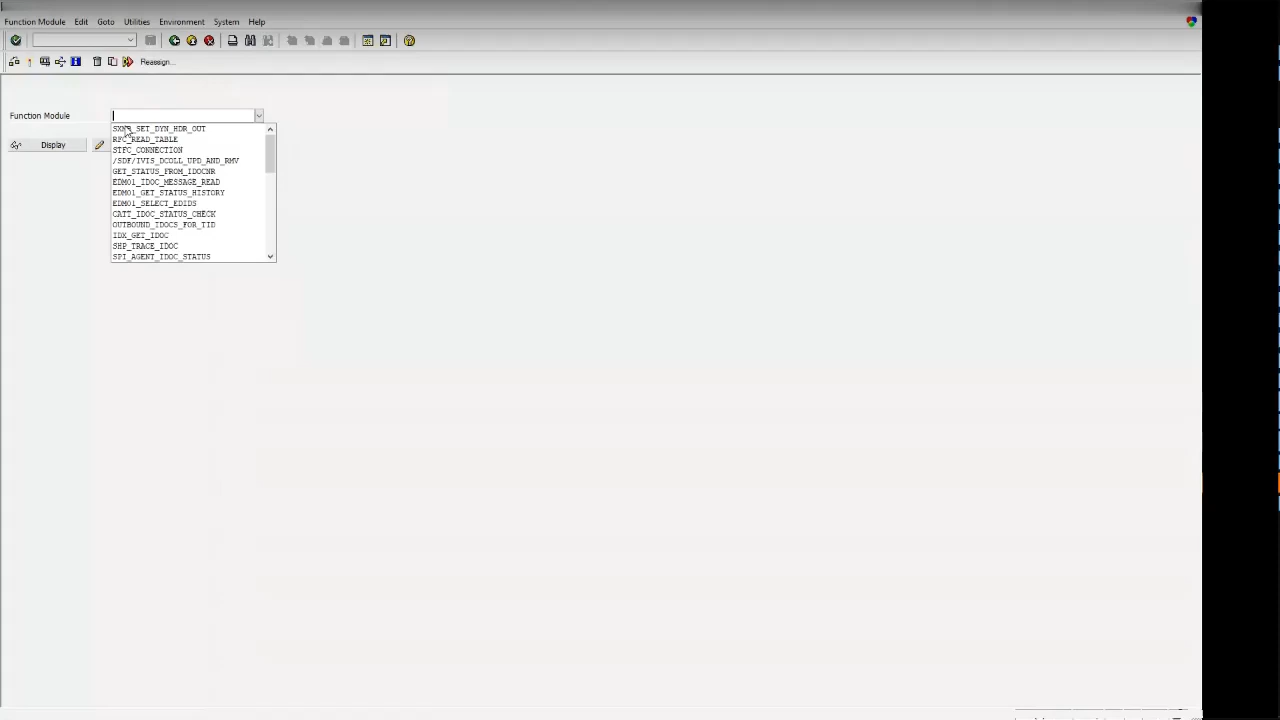 Function Module Edit Goto Utilities Environment System Help
Reassign...
Function Module
Display
RFC_READ_TABLE
STFC_CONNECTION
/SDF/IVIS_DCOLL_UPD_AND_RMV
GET_STATUS_FROM_IDOCNR
EDM01_IDOC_MESSAGE_READ
EDM01_GET_STATUS_HISTORY
EDM01_SELECT_EDIDS
CATT_IDOC_STATUS_CHECK
OUTBOUND_IDOCS_FOR_TID
IDX_GET_IDOC
SHP_TRACE_IDOC
SPI_AGENT_IDOC_STATUS